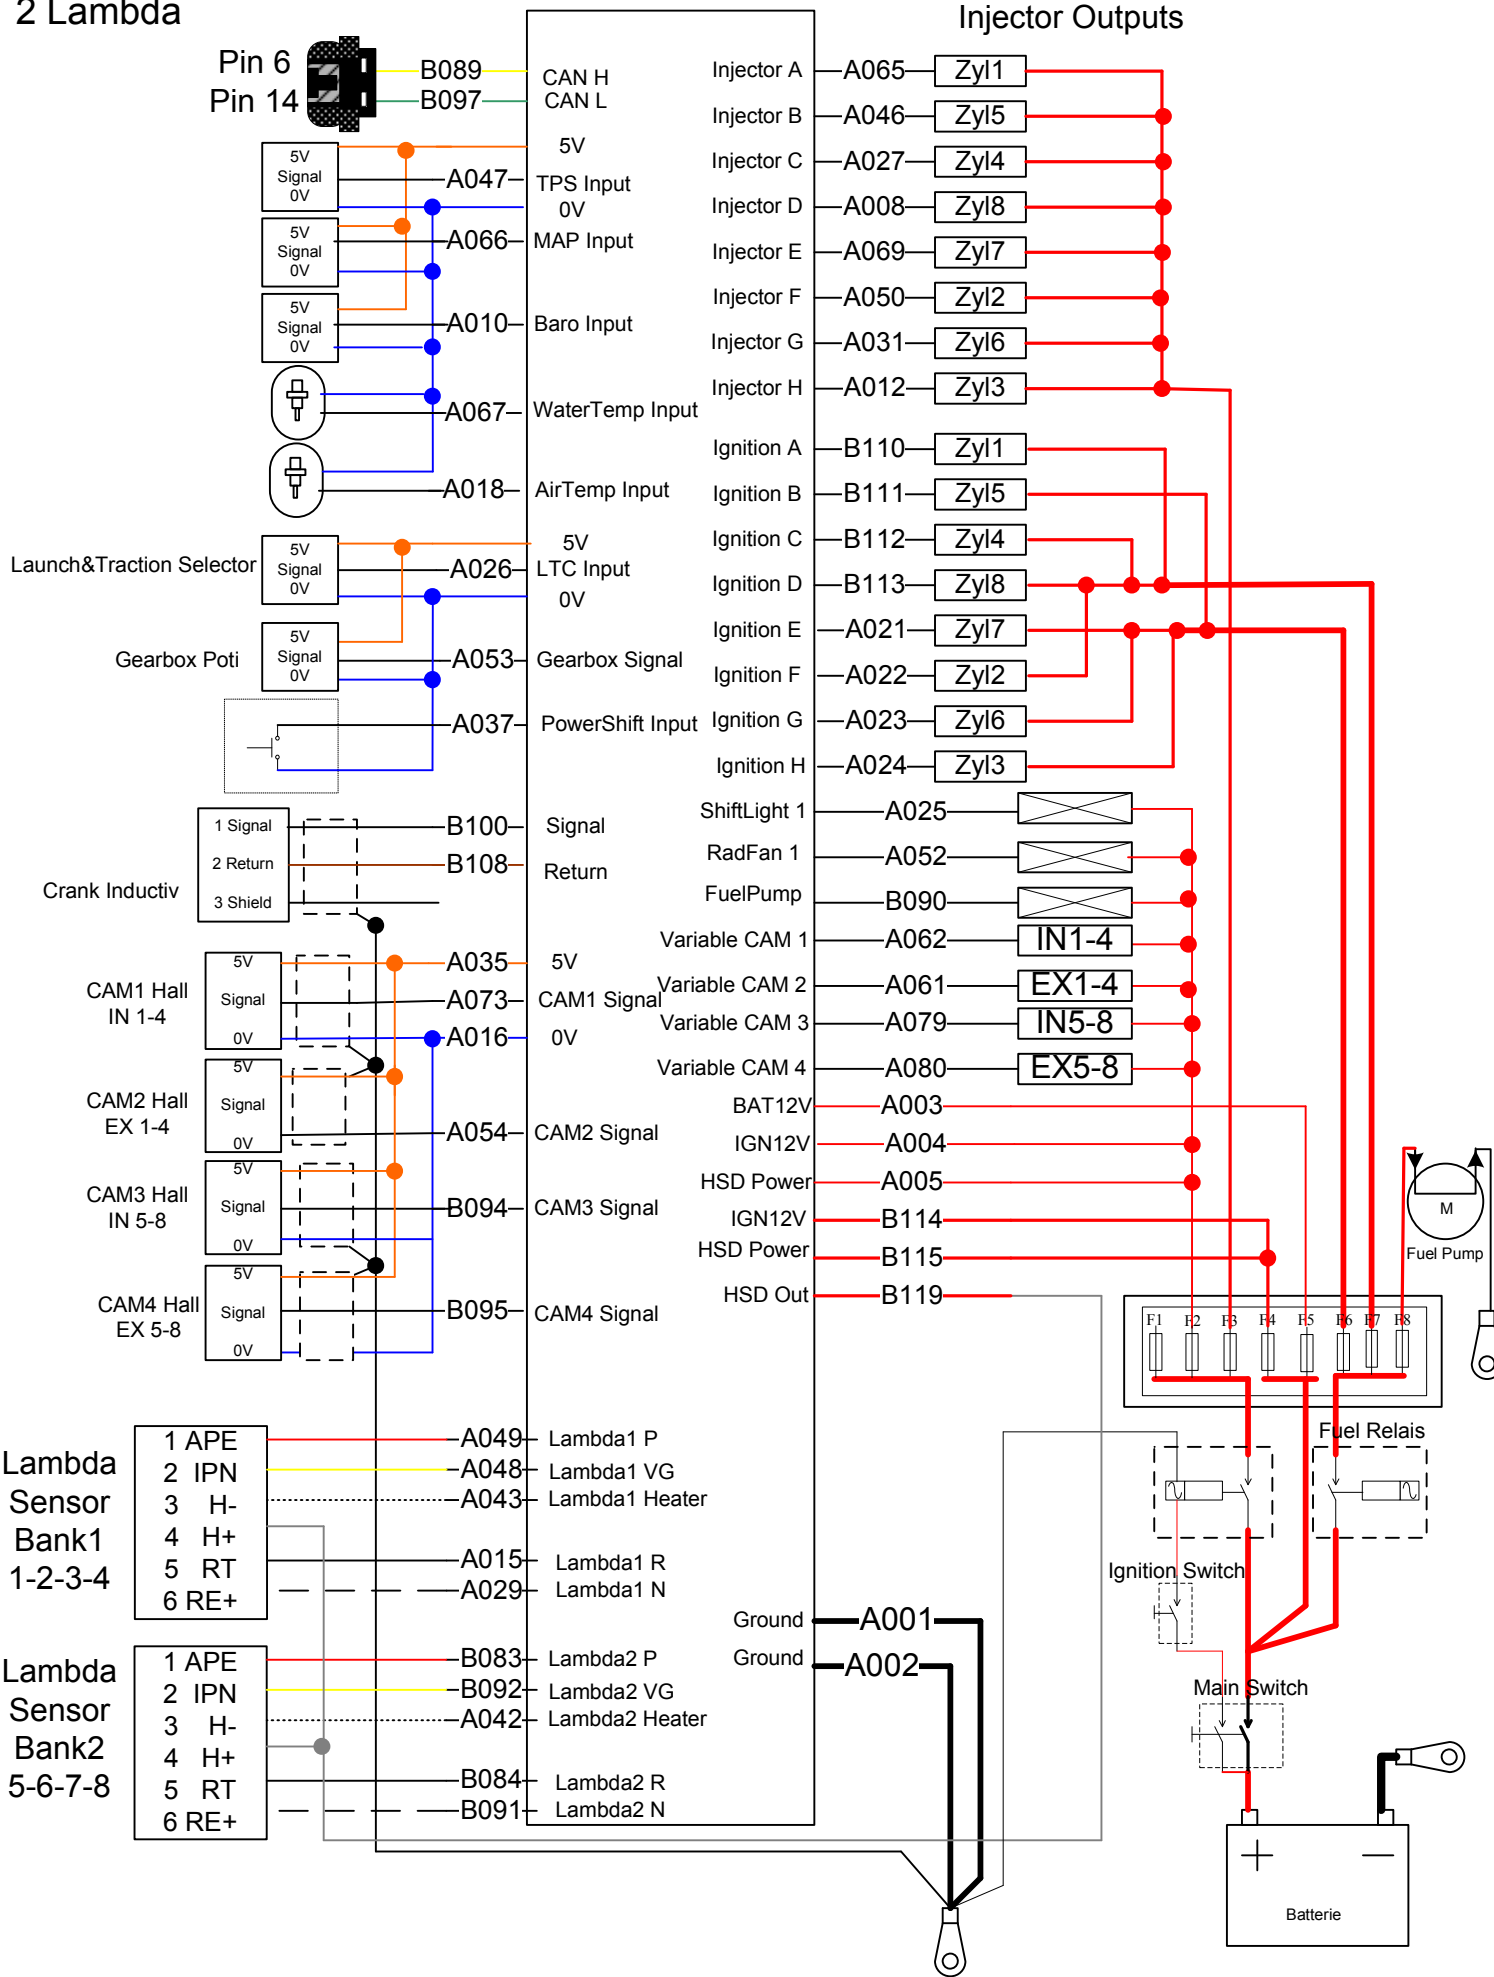 2 Lambda
Injector Outputs
Pin 6
Pin 14
B089
B097
CAN H
CAN L
5V
Signal
0V
A047
5V
TPS Input
0V
5V
Signal
0V
A066
MAP Input
5V
Signal
0V
A010
Baro Input
A067
WaterTemp Input
A018
AirTemp Input
Launch&Traction Selector
5V
Signal
0V
A026
5V
LTC Input
0V
Gearbox Poti
5V
Signal
0V
A053
Gearbox Signal
A037
PowerShift Input
Crank Inductiv
1 Signal
2 Return
3 Shield
B100
B108
Signal
Return
CAM1 Hall
IN 1-4
5V
Signal
0V
A035
A073
A016
5V
CAM1 Signal
0V
CAM2 Hall
EX 1-4
5V
Signal
0V
A054
CAM2 Signal
CAM3 Hall
IN 5-8
5V
Signal
0V
B094
CAM3 Signal
CAM4 Hall
EX 5-8
5V
Signal
0V
B095
CAM4 Signal
Lambda
Sensor
Bank1
1-2-3-4
1 APE
2 IPN
3 H-
4 H+
5 RT
6 RE+
A049
A048
A043
A015
A029
Lambda1 P
Lambda1 VG
Lambda1 Heater
Lambda1 R
Lambda1 N
Lambda
Sensor
Bank2
5-6-7-8
1 APE
2 IPN
3 H-
4 H+
5 RT
6 RE+
B083
B092
A042
B084
B091
Lambda2 P
Lambda2 VG
Lambda2 Heater
Lambda2 R
Lambda2 N
Injector A A065 Zyl1
Injector B A046 Zyl5
Injector C A027 Zyl4
Injector D A008 Zyl8
Injector E A069 Zyl7
Injector F A050 Zyl2
Injector G A031 Zyl6
Injector H A012 Zyl3
Ignition A B110 Zyl1
Ignition B B111 Zyl5
Ignition C B112 Zyl4
Ignition D B113 Zyl8
Ignition E A021 Zyl7
Ignition F A022 Zyl2
Ignition G A023 Zyl6
Ignition H A024 Zyl3
ShiftLight 1 A025
RadFan 1 A052
FuelPump B090
Variable CAM 1 A062 IN1-4
Variable CAM 2 A061 EX1-4
Variable CAM 3 A079 IN5-8
Variable CAM 4 A080 EX5-8
BAT12V A003
IGN12V A004
HSD Power A005
IGN12V B114
HSD Power B115
HSD Out B119
M
Fuel Pump
F1 F2 F3 F4 F5 F6 F7 F8
Fuel Relais
Ignition Switch
Ground A001
Ground A002
Main Switch
+ —
Batterie